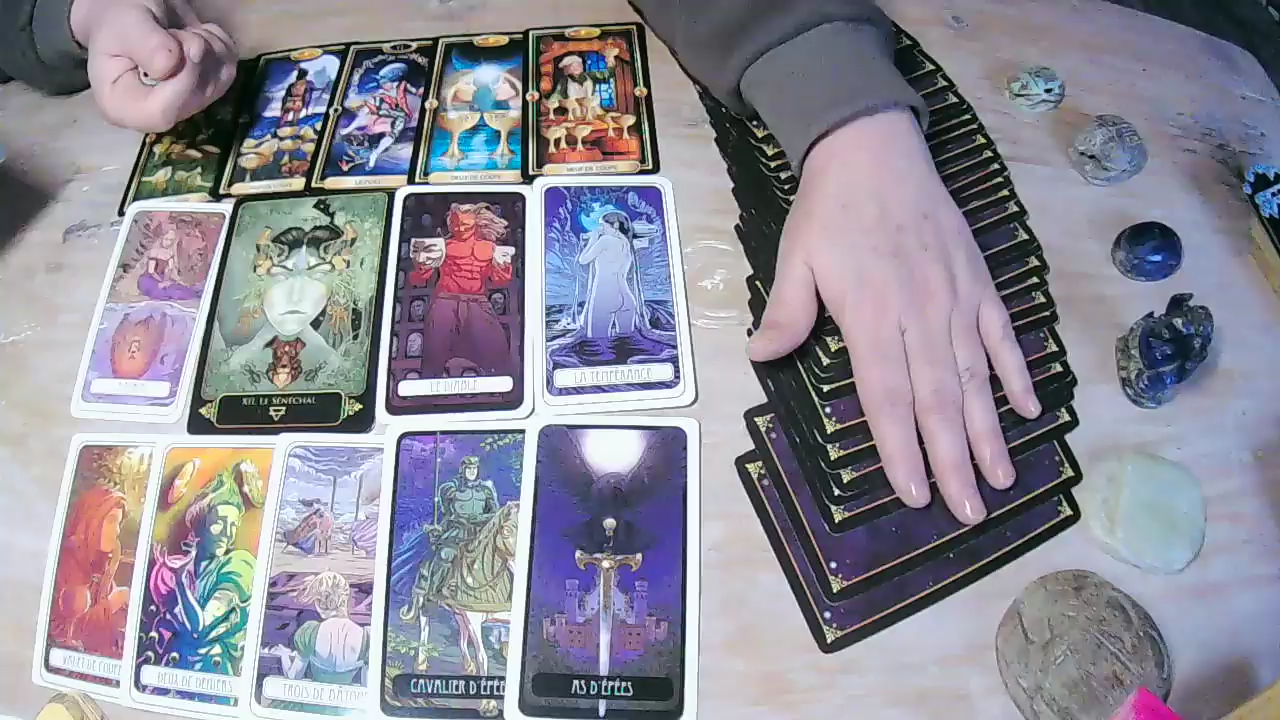 DEUX DE COUPE
NEUF DE COUPE
XII. LE SÉNÉCHAL
LE DIABLE
LA TEMPÉRANCE
VALET DE COUPE
DEUX DE DENIERS
TROIS DE BÂTON
CAVALIER D'ÉPÉE
AS D'ÉPÉES